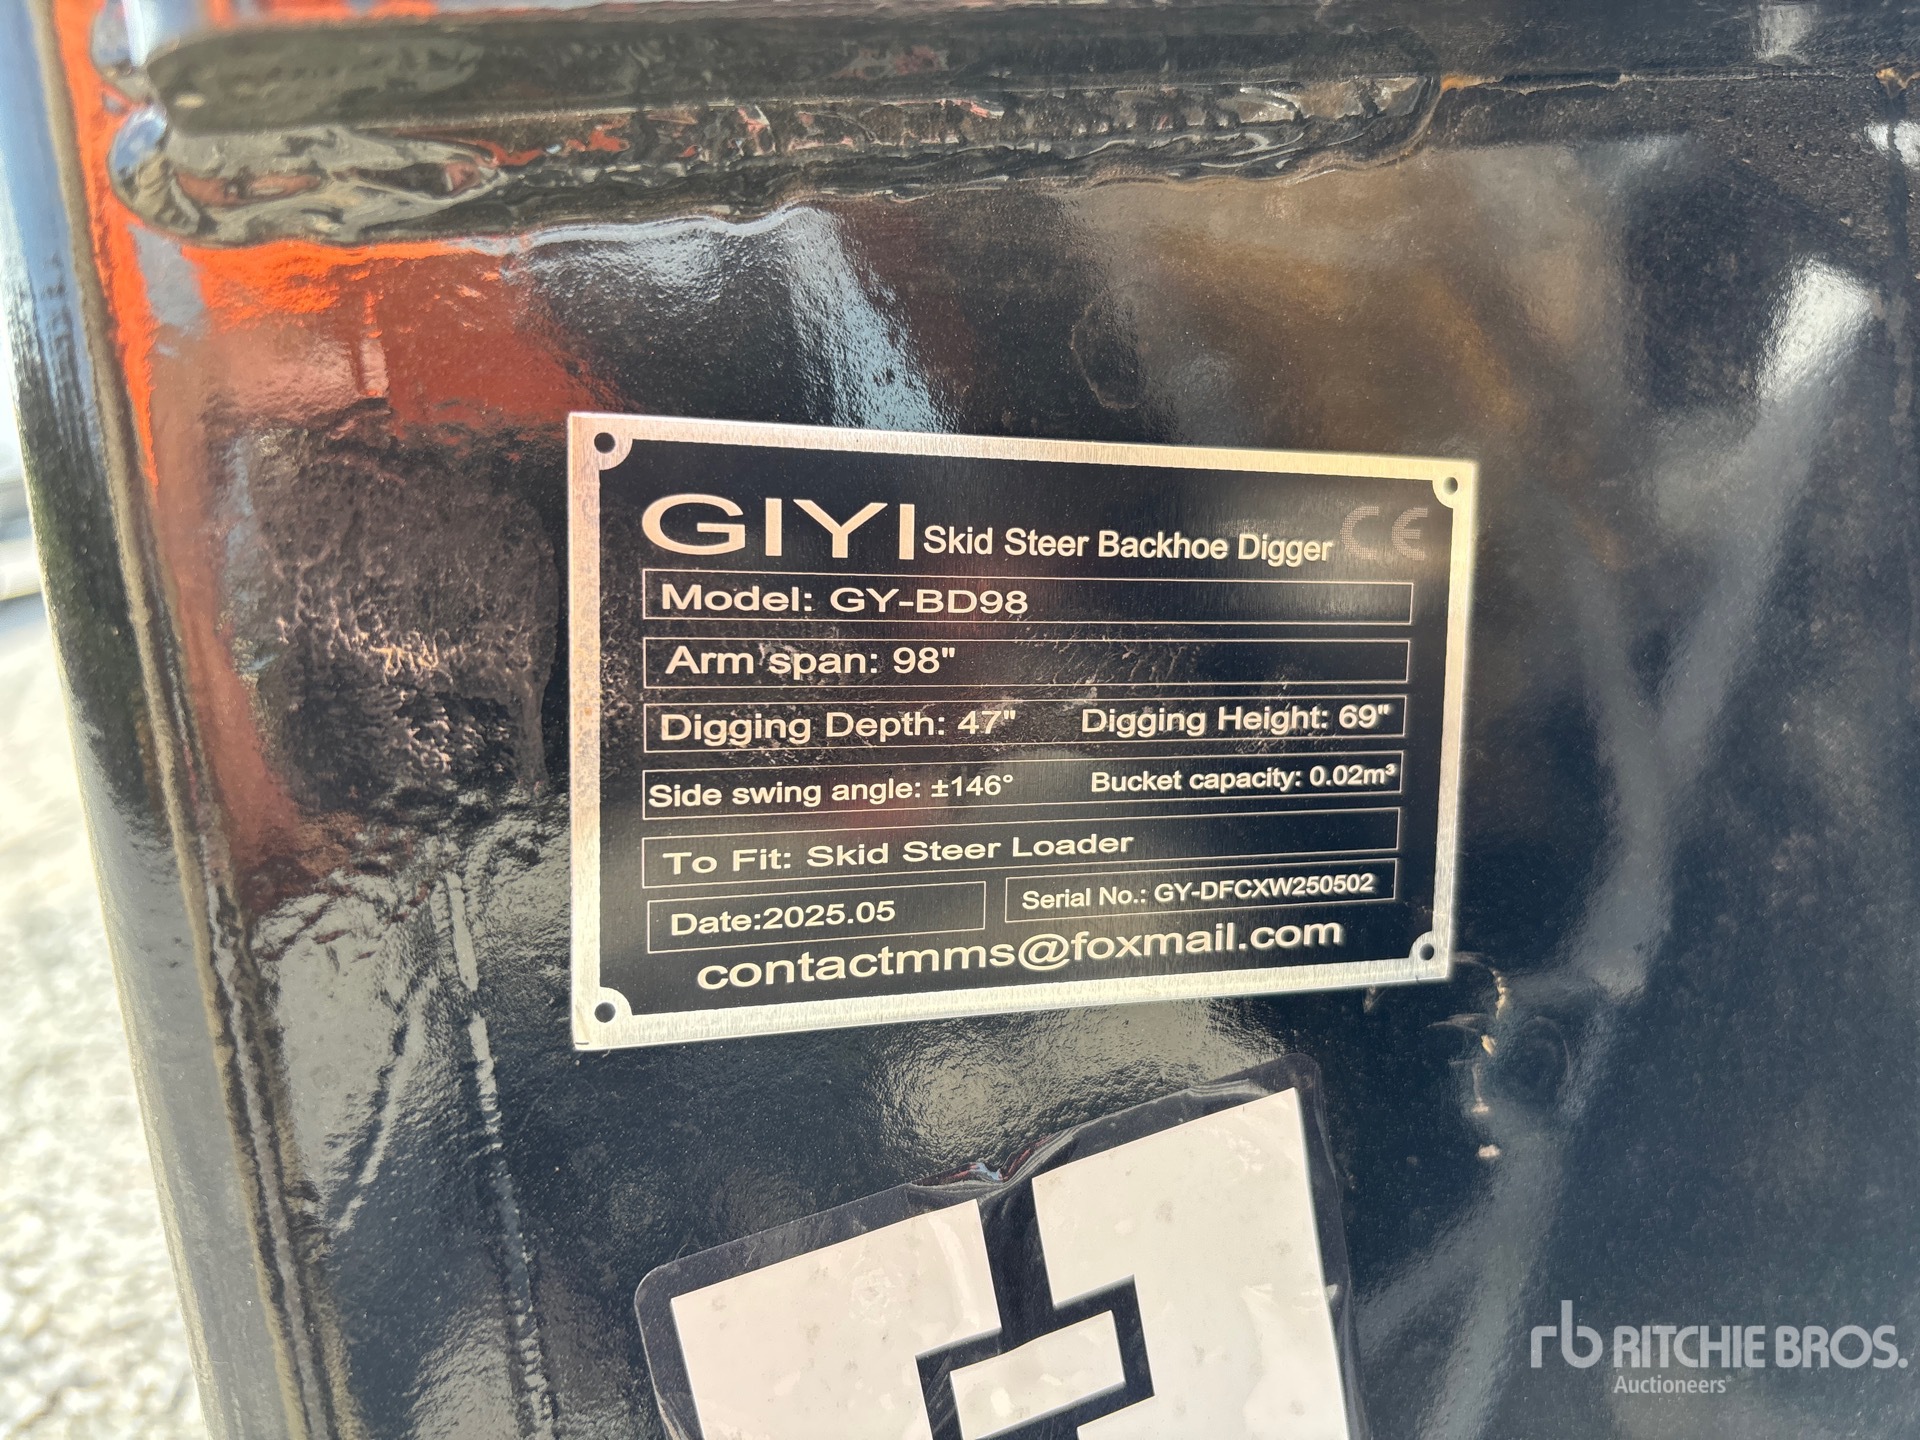 GIYI Skid Steer Backhoe Digger CE
Model: GY-BD98
Arm span: 98"
Digging Depth: 47" Digging Height: 69"
Side swing angle: ±146° Bucket capacity: 0.02m³
To Fit: Skid Steer Loader
Date:2025.05 Serial No.: GY-DFCXW250502
contactmms@foxmail.com
rb RITCHIE BROS.
Auctioneers